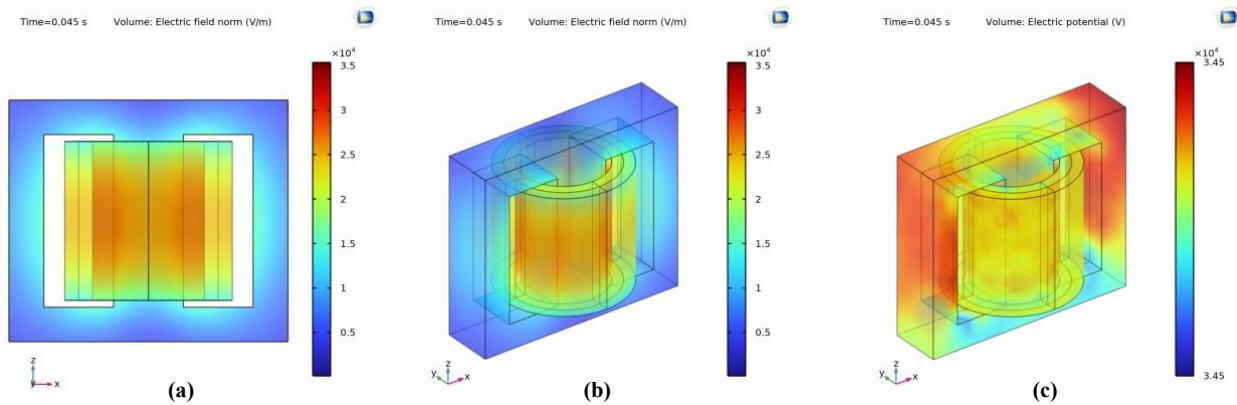 Time=0.045 s Volume: Electric field norm (V/m)
×10⁴
3.5
3
2.5
2
1.5
1
0.5
z
y x
(a)
Time=0.045 s Volume: Electric field norm (V/m)
×10⁴
3.5
3
2.5
2
1.5
1
0.5
z
y x
(b)
Time=0.045 s Volume: Electric potential (V)
3.45
3.45
z
y x
(c)